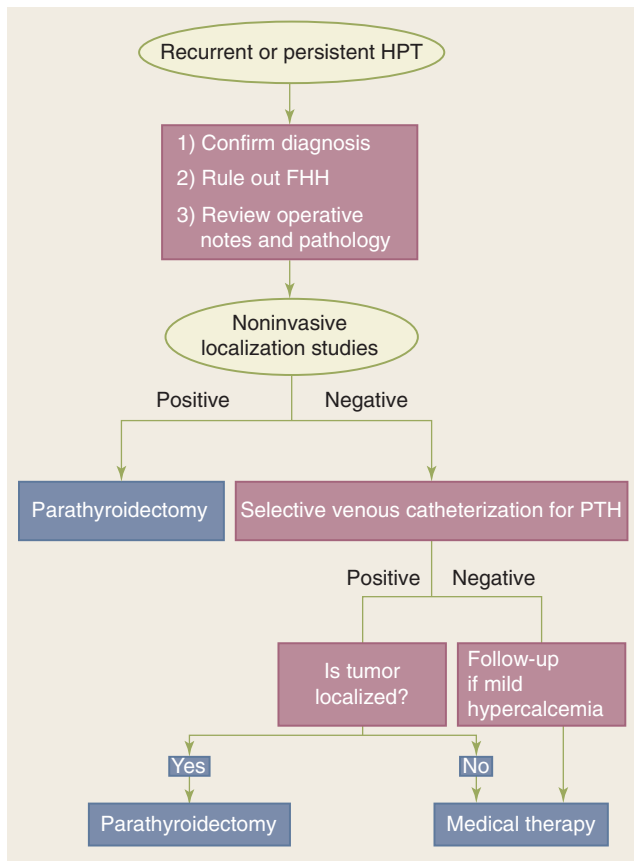 Recurrent or persistent HPT
1) Confirm diagnosis
2) Rule out FHH
3) Review operative
notes and pathology
Noninvasive
localization studies
Positive
Negative
Parathyroidectomy
Selective venous catheterization for PTH
Positive
Negative
Is tumor
localized?
Follow-up
if mild
hypercalcemia
Yes
No
Parathyroidectomy
Medical therapy